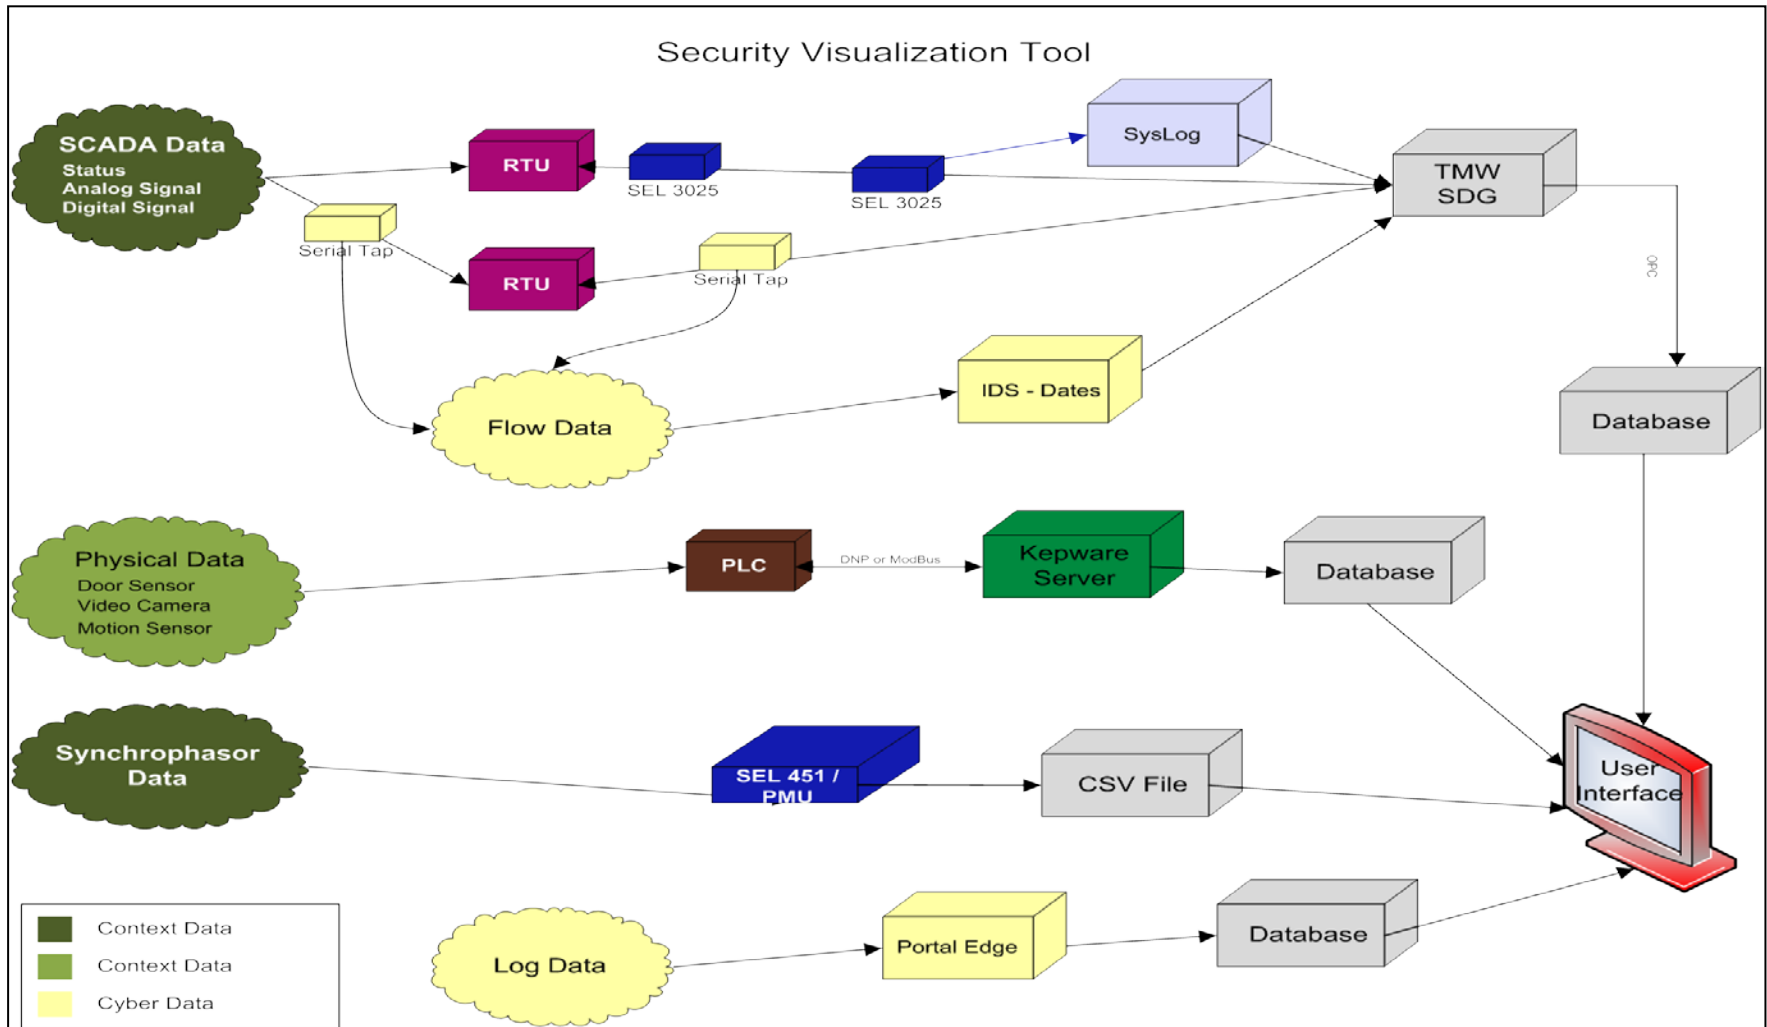 Security Visualization Tool
SCADA Data
Status
Analog Signal
Digital Signal
RTU
SEL 3025
SEL 3025
SysLog
TMW
SDG
Serial Tap
RTU
Serial Tap
OPC
Flow Data
IDS - Dates
Database
Physical Data
Door Sensor
Video Camera
Motion Sensor
PLC
DNP or ModBus
Kepware
Server
Database
Synchrophasor
Data
SEL 451 /
PMU
CSV File
User
Interface
Log Data
Portal Edge
Database
Context Data
Context Data
Cyber Data